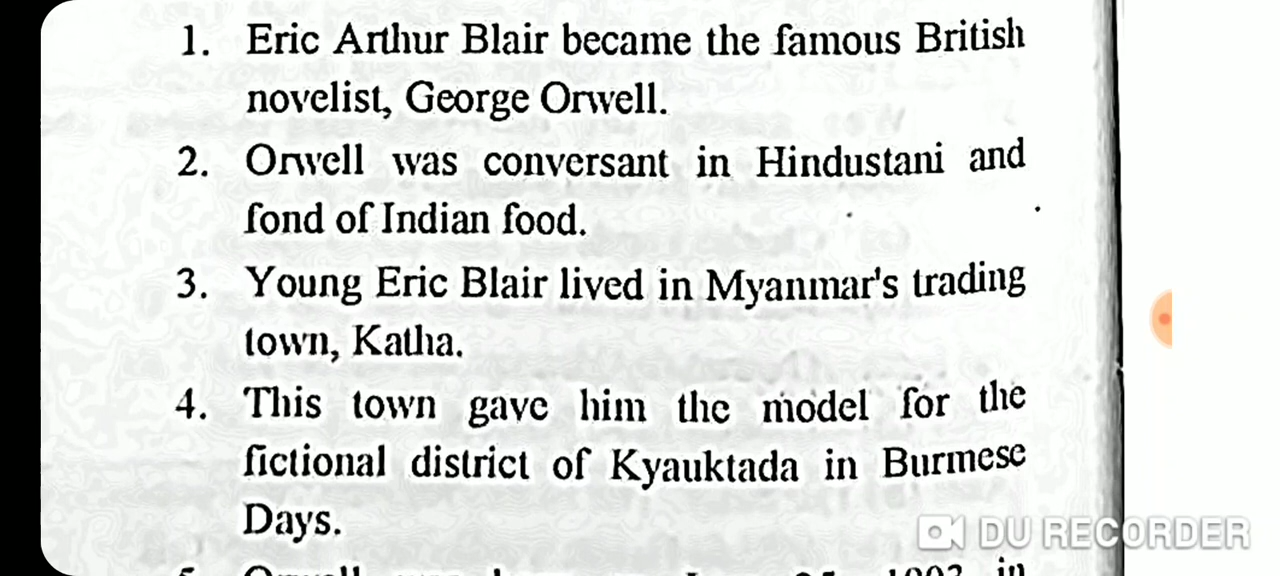 1. Eric Arthur Blair became the famous British
novelist, George Orwell.
2. Orwell was conversant in Hindustani and
fond of Indian food.
3. Young Eric Blair lived in Myanmar's trading
town, Katha.
4. This town gave him the model for the
fictional district of Kyauktada in Burmese
Days.
in
DU RECORDER